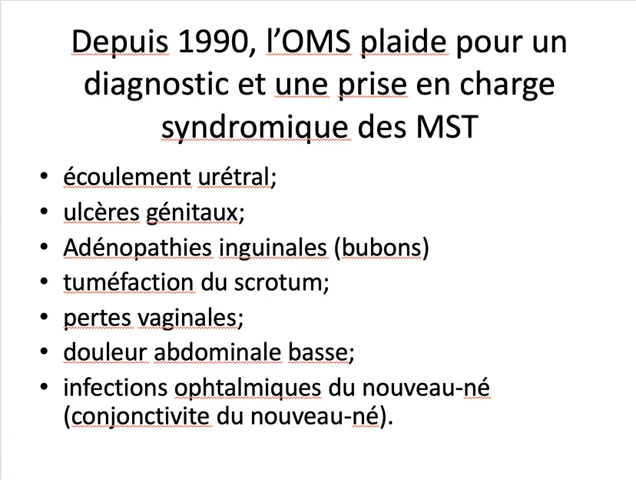 Depuis 1990, l’OMS plaide pour un
diagnostic et une prise en charge
syndromique des MST
• écoulement urétral;
• ulcères génitaux;
• Adénopathies inguinales (bubons)
• tuméfaction du scrotum;
• pertes vaginales;
• douleur abdominale basse;
• infections ophtalmiques du nouveau-né
(conjonctivite du nouveau-né).